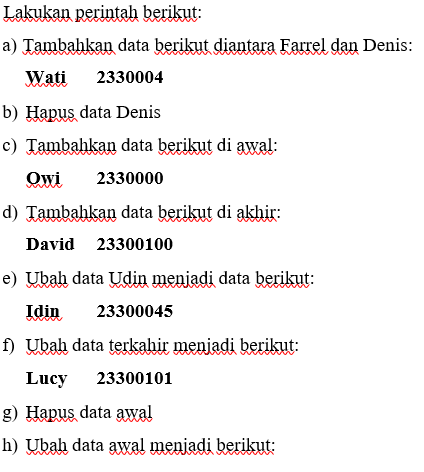 Lakukan perintah berikut:
a) Tambahkan data berikut diantara Farrel dan Denis:
Wati 2330004
b) Hapus data Denis
c) Tambahkan data berikut di awal:
Owi 2330000
d) Tambahkan data berikut di akhir:
David 23300100
e) Ubah data Udin menjadi data berikut:
Idin 23300045
f) Ubah data terkahir menjadi berikut:
Lucy 23300101
g) Hapus data awal
h) Ubah data awal menjadi berikut: